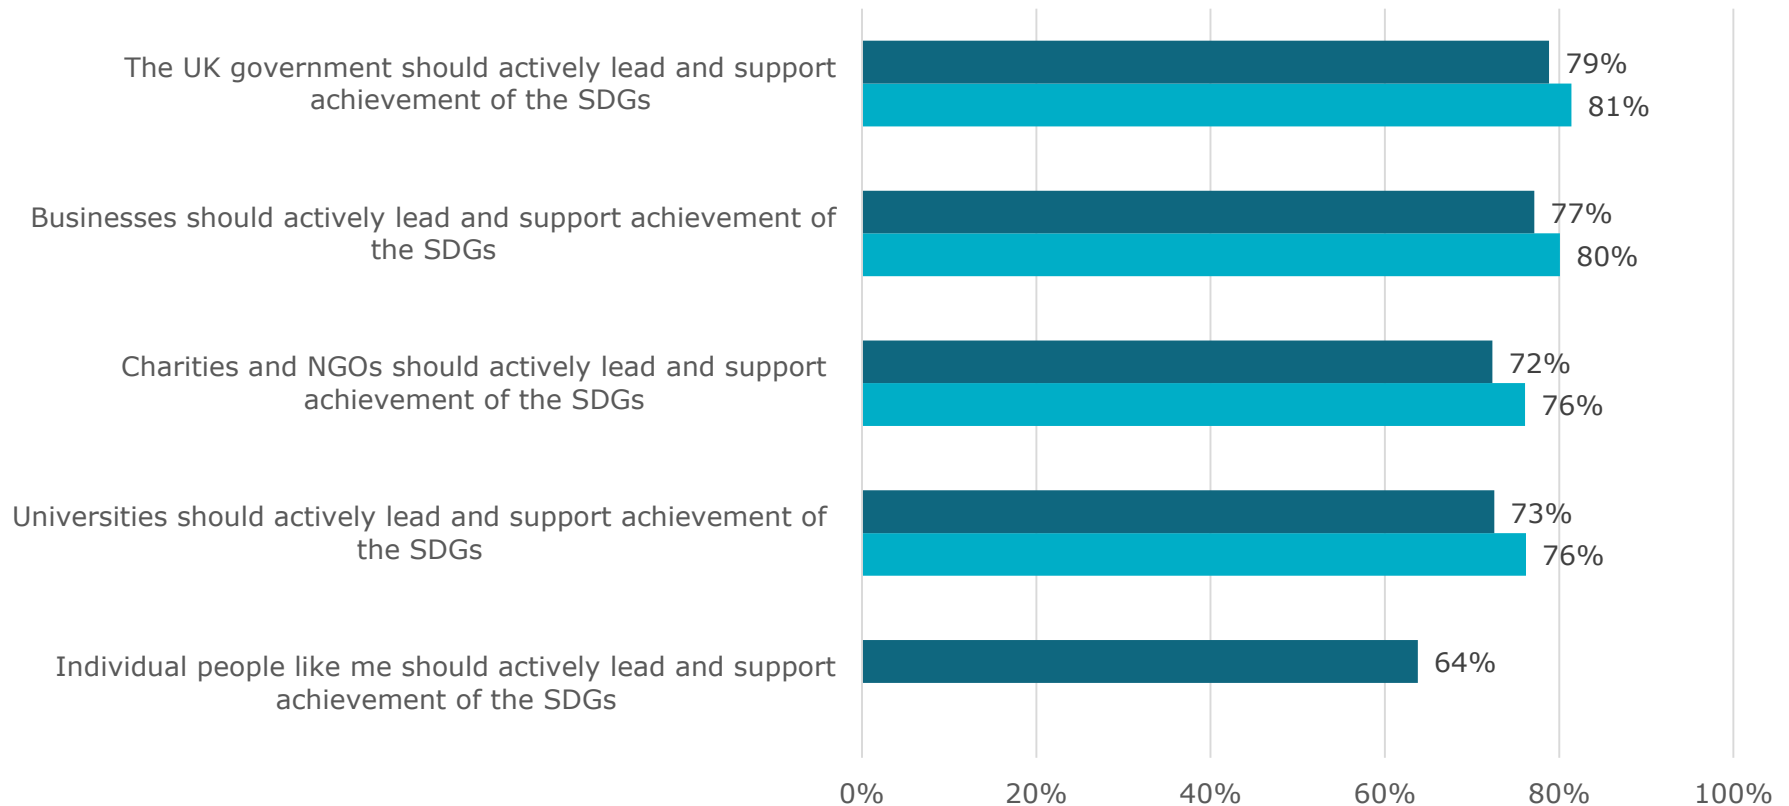 The UK government should actively lead and support
achievement of the SDGs
79%
81%
Businesses should actively lead and support achievement of
the SDGs
77%
80%
Charities and NGOs should actively lead and support
achievement of the SDGs
72%
76%
Universities should actively lead and support achievement of
the SDGs
73%
76%
Individual people like me should actively lead and support
achievement of the SDGs
64%
0% 20% 40% 60% 80% 100%